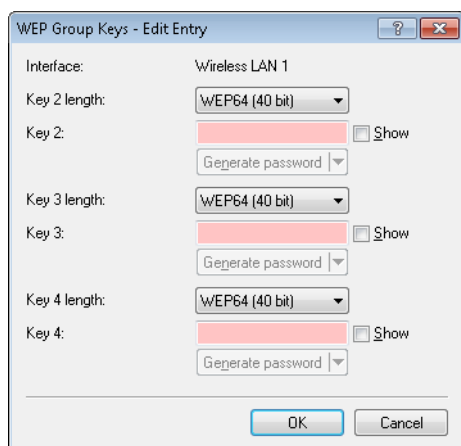 WEP Group Keys - Edit Entry
Interface: Wireless LAN 1
Key 2 length: WEP64 (40 bit)
Key 2: Show
Generate password
Key 3 length: WEP64 (40 bit)
Key 3: Show
Generate password
Key 4 length: WEP64 (40 bit)
Key 4: Show
Generate password
OK Cancel